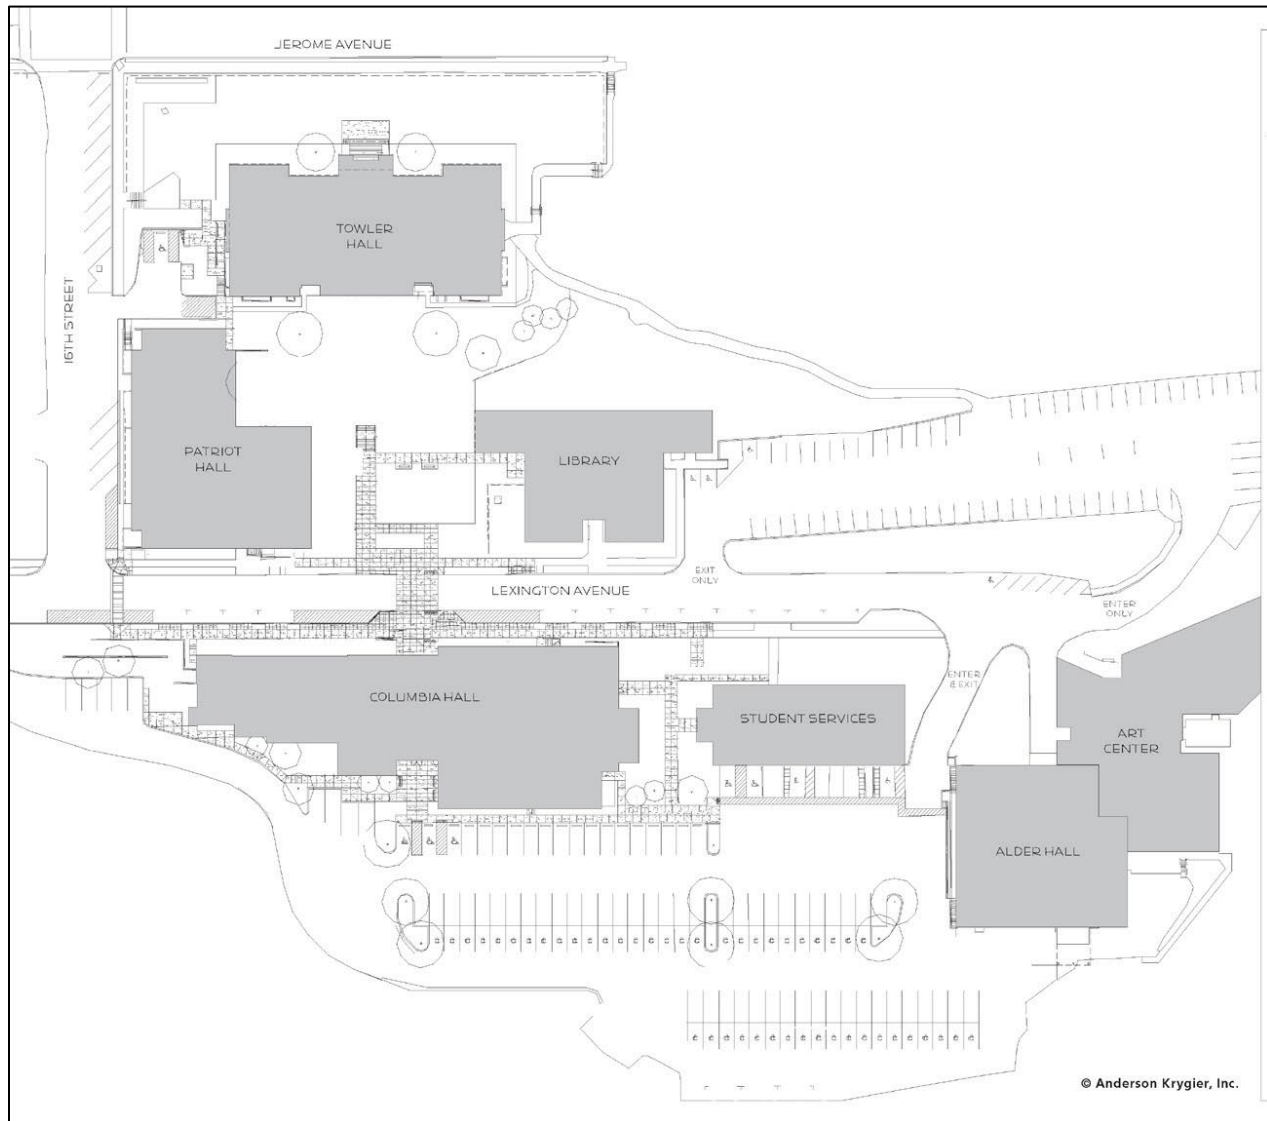 JEROME AVENUE
TOWLER
HALL
16TH STREET
PATRIOT
HALL
LIBRARY
EXIT
ONLY
LEXINGTON AVENUE
ENTER
ONLY
COLUMBIA HALL
ENTER
& EXIT
STUDENT SERVICES
ART
CENTER
ALDER HALL
© Anderson Krygier, Inc.